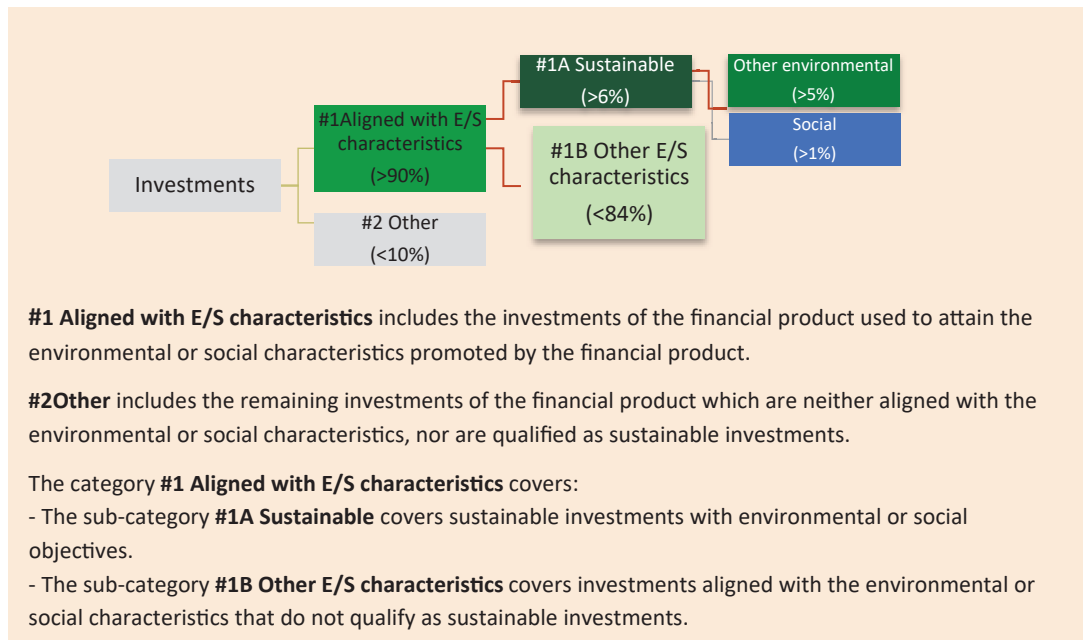 Investments
#1Aligned with E/S
characteristics
(>90%)
#2 Other
(<10%)
#1A Sustainable
(>6%)
#1B Other E/S
characteristics
(<84%)
Other environmental
(>5%)
Social
(>1%)
#1 Aligned with E/S characteristics includes the investments of the financial product used to attain the
environmental or social characteristics promoted by the financial product.
#2Other includes the remaining investments of the financial product which are neither aligned with the
environmental or social characteristics, nor are qualified as sustainable investments.
The category #1 Aligned with E/S characteristics covers:
- The sub-category #1A Sustainable covers sustainable investments with environmental or social
objectives.
- The sub-category #1B Other E/S characteristics covers investments aligned with the environmental or
social characteristics that do not qualify as sustainable investments.